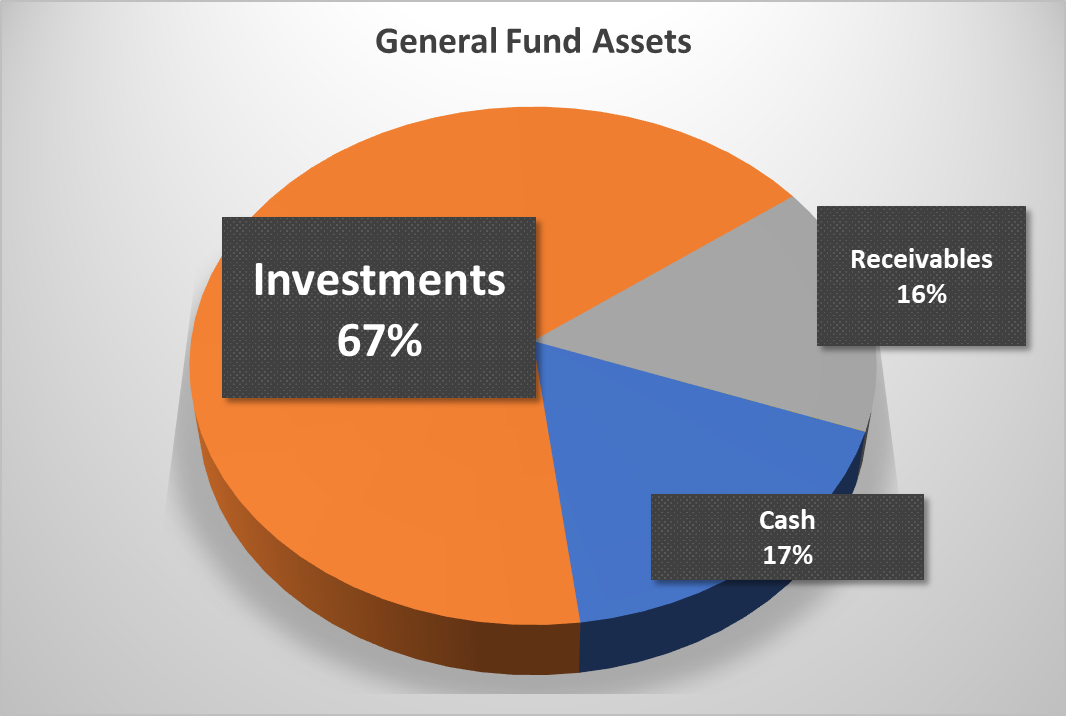 General Fund Assets
Investments
67%
Receivables
16%
Cash
17%